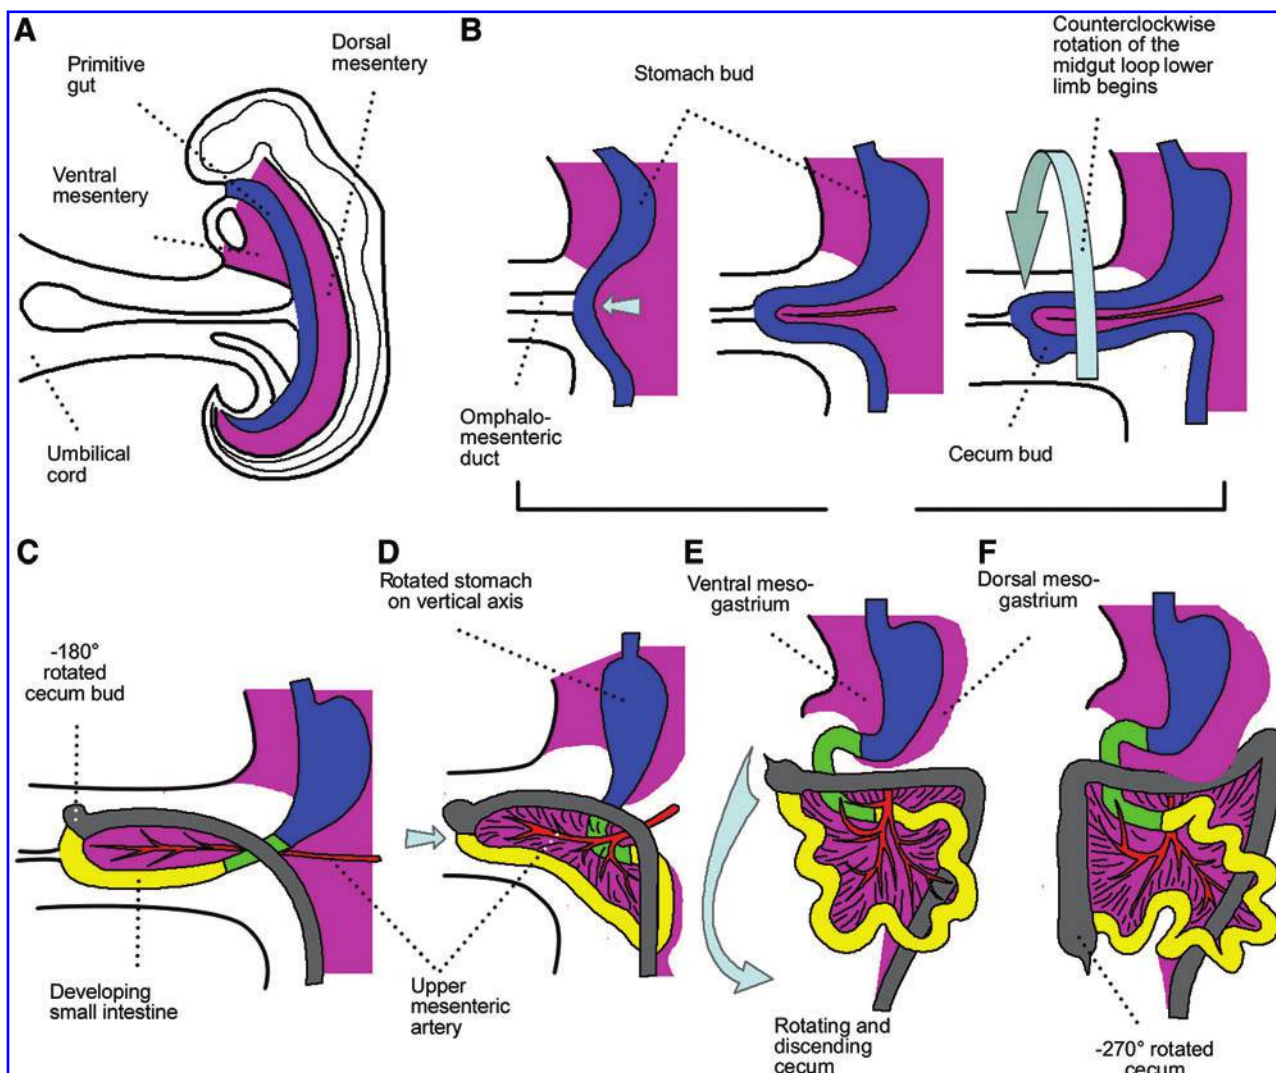 A
Primitive
gut
Dorsal
mesentery
Ventral
mesentery
Umbilical
cord
B
Stomach bud
Counterclockwise
rotation of the
midgut loop lower
limb begins
Omphalo-
mesenteric
duct
Cecum bud
C
-180°
rotated
cecum bud
Developing
small intestine
D
Rotated stomach
on vertical axis
Upper
mesenteric
artery
E
Ventral meso-
gastrium
Rotating and
discending
cecum
F
Dorsal meso-
gastrium
-270° rotated
cecum